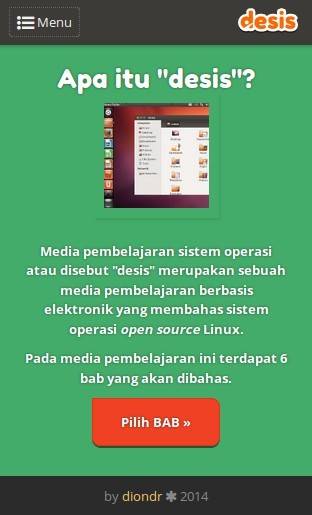 Menu
desis
Apa itu "desis"?
Media pembelajaran sistem operasi
atau disebut "desis" merupakan sebuah
media pembelajaran berbasis
elektronik yang membahas sistem
operasi open source Linux.
Pada media pembelajaran ini terdapat 6
bab yang akan dibahas.
Pilih BAB »
by diondr ✱ 2014